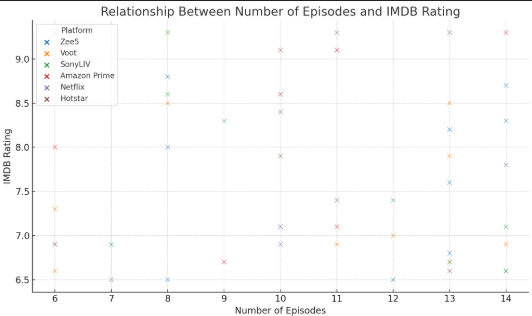 Relationship Between Number of Episodes and IMDB Rating
Platform
Zee5
Voot
SonyLIV
Amazon Prime
Netflix
Hotstar
IMDB Rating
9.0
8.5
8.0
7.5
7.0
6.5
6 7 8 9 10 11 12 13 14
Number of Episodes